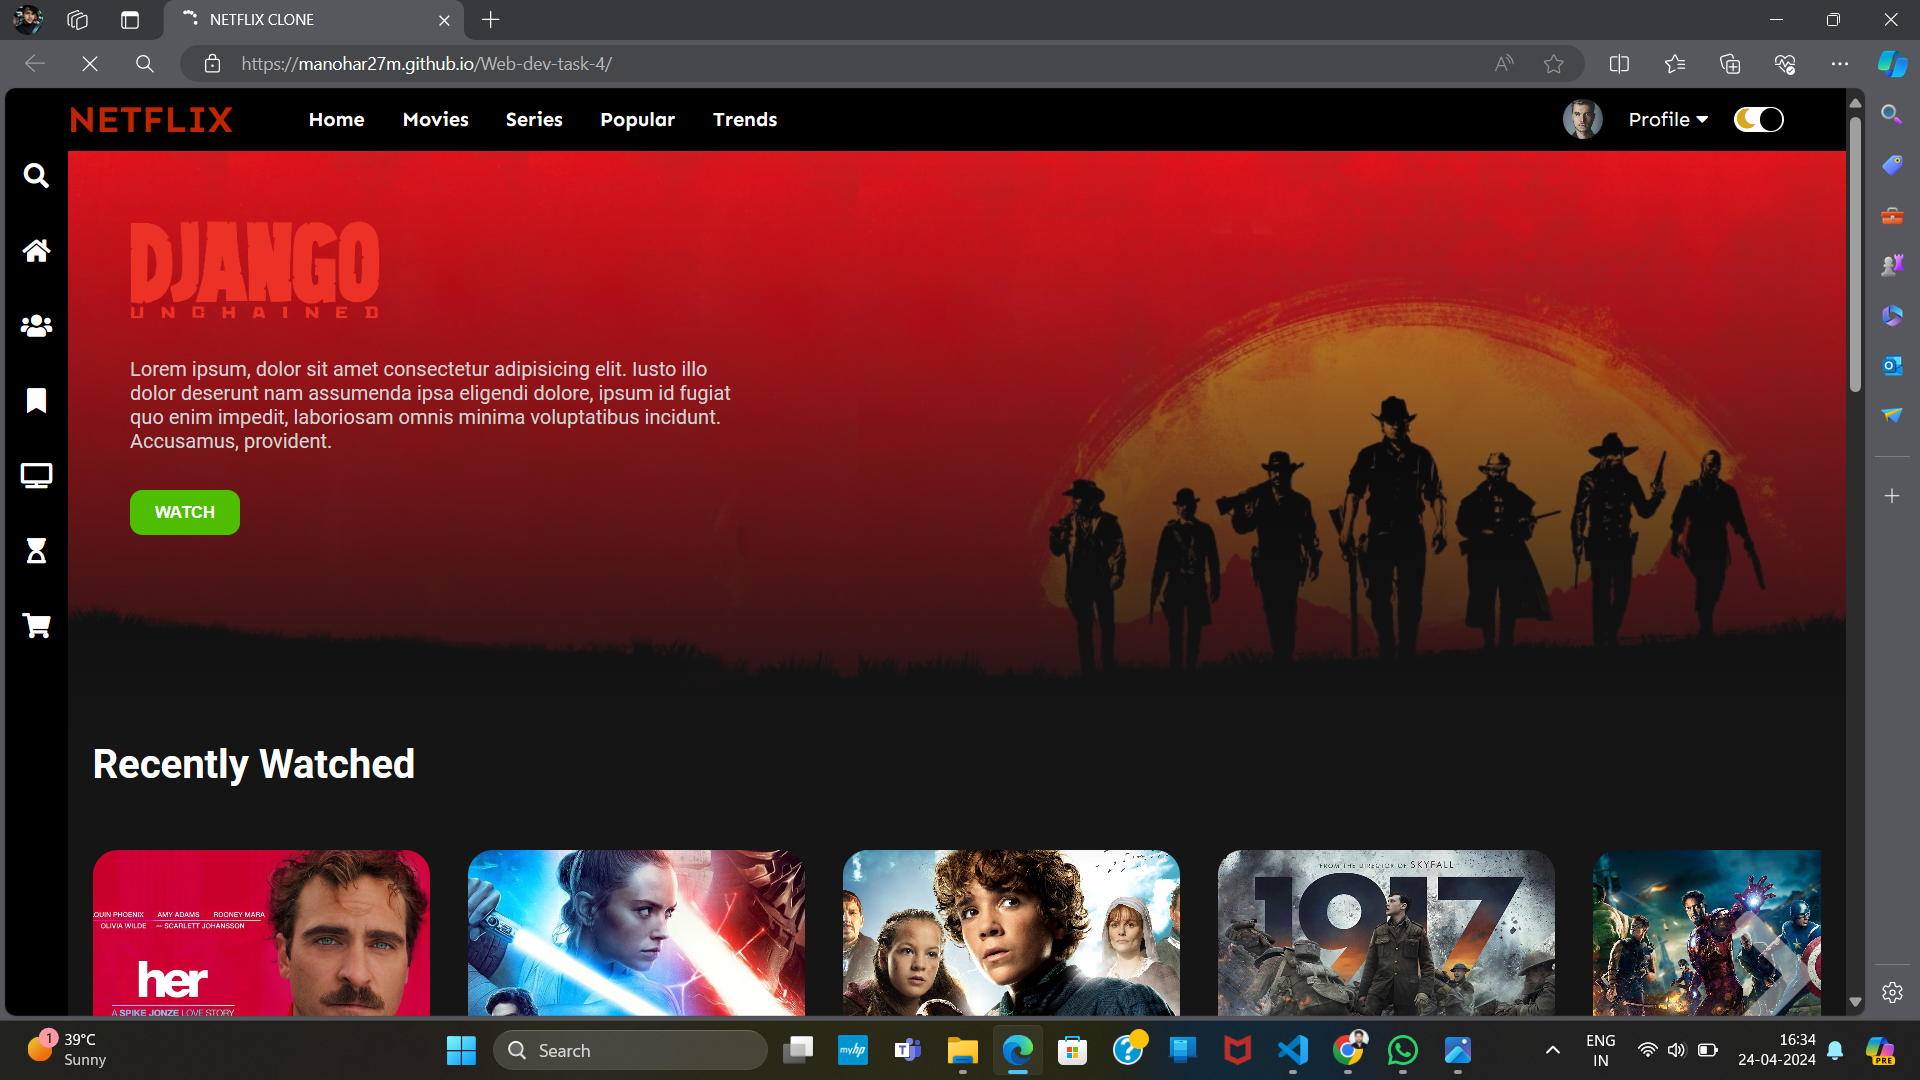 NETFLIX CLONE
https://manohar27m.github.io/Web-dev-task-4/
NETFLIX
Home
Movies
Series
Popular
Trends
Profile
DJANGO
UNCHAINED
Lorem ipsum, dolor sit amet consectetur adipisicing elit. Iusto illo
dolor deserunt nam assumenda ipsa eligendi dolore, ipsum id fugiat
quo enim impedit, laboriosam omnis minima voluptatibus incidunt.
Accusamus, provident.
WATCH
Recently Watched
OUIN PHOENIX AMY ADAMS ROONEY MARA
OLIVIA WILDE AND SCARLETT JOHANSSON
her
A SPIKE JONZE LOVE STORY
FROM THE DIRECTOR OF SKYFALL
1917
1
39°C
Sunny
Search
myhp
PRE
ENG
IN
16:34
24-04-2024